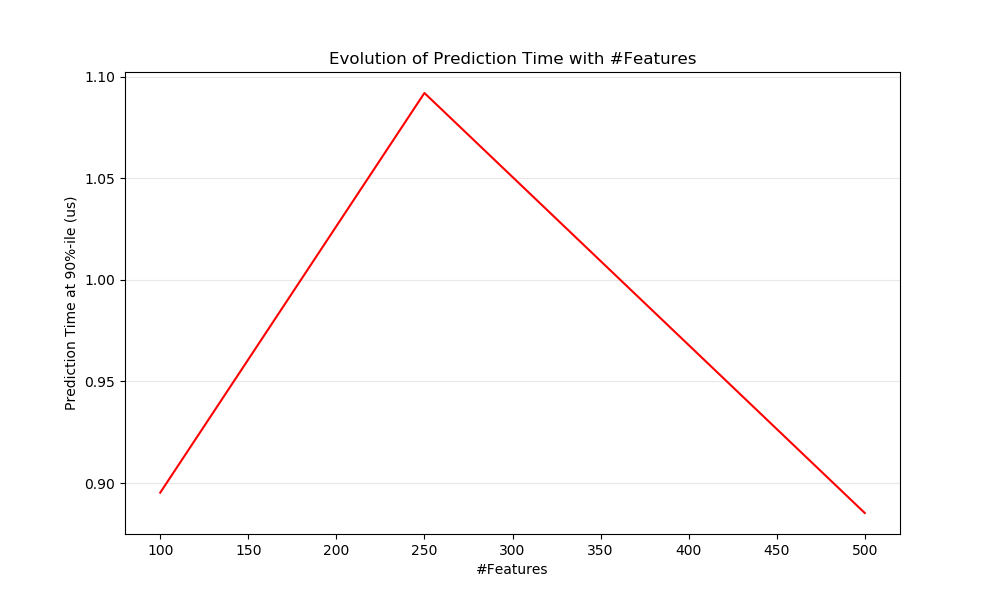 Evolution of Prediction Time with #Features
Prediction Time at 90%-ile (us)
1.10
1.05
1.00
0.95
0.90
100 150 200 250 300 350 400 450 500
#Features